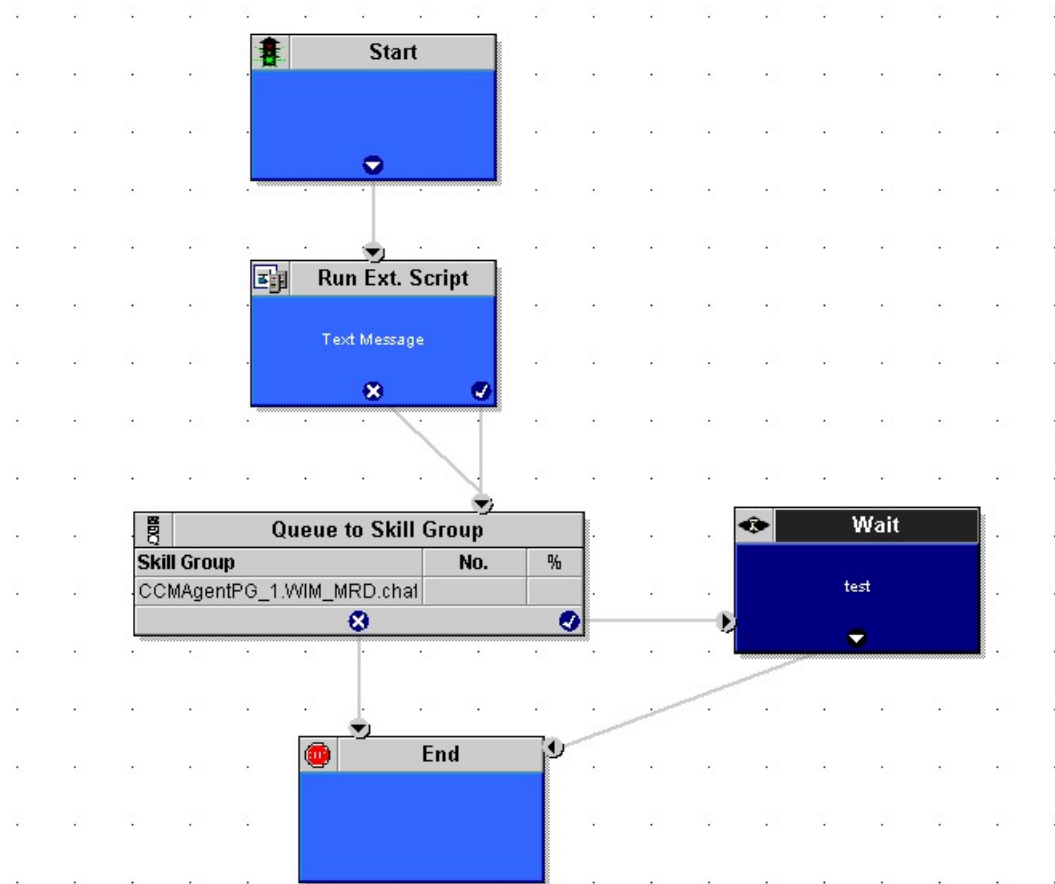 Start
Run Ext. Script
Text Message
Queue to Skill Group
Skill Group No. %
CCMAgentPG_1.WIM_MRD.chat
Wait
test
End